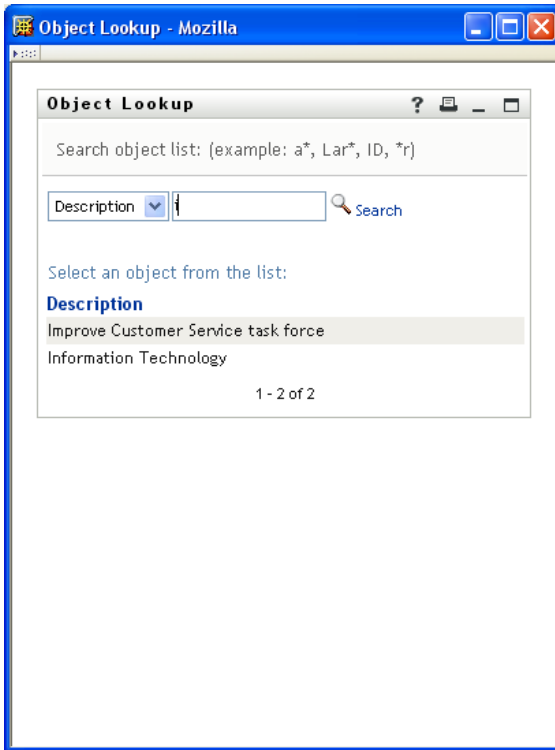 Object Lookup - Mozilla
Object Lookup
Search object list: (example: a*, Lar*, ID, *r)
Description i Search
Select an object from the list:
Description
Improve Customer Service task force
Information Technology
1 - 2 of 2